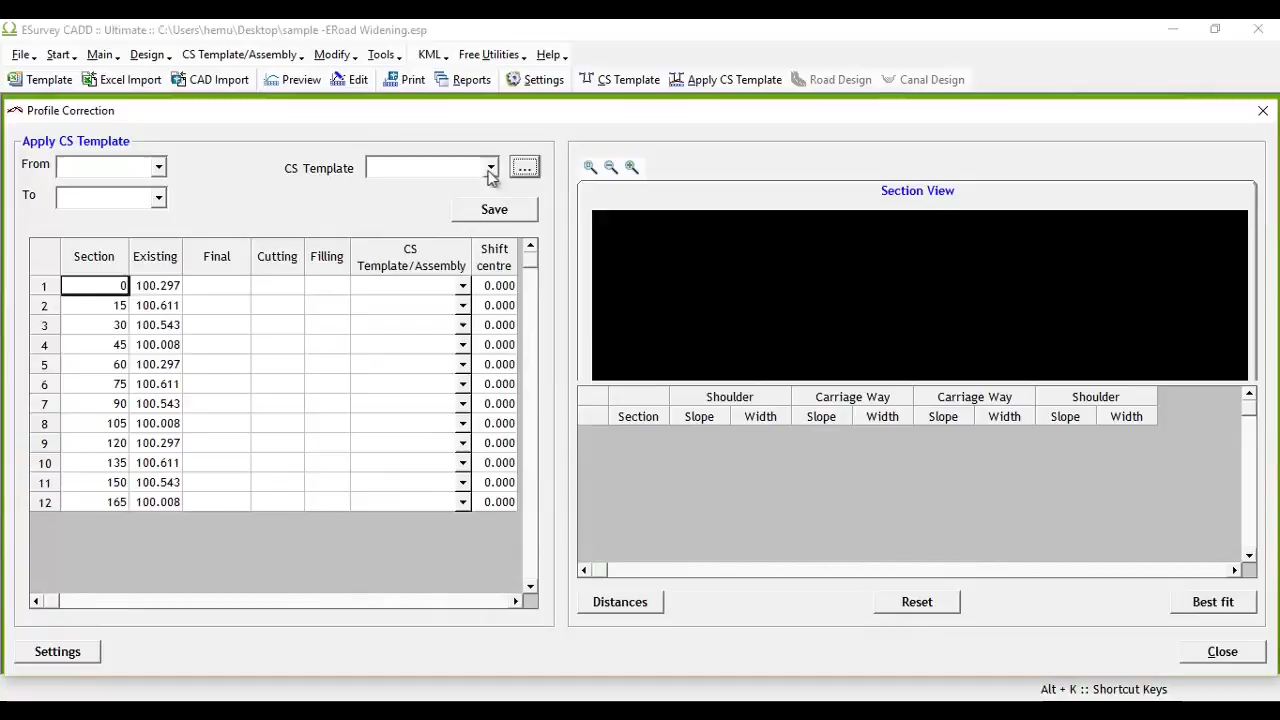 ESurvey CADD :: Ultimate :: C:\Users\hemu\Desktop\sample -ERoad Widening.esp
File Start Main Design CS Template/Assembly Modify Tools KML Free Utilities Help
Template Excel Import CAD Import Preview Edit Print Reports Settings CS Template Apply CS Template Road Design Canal Design
Profile Correction
Apply CS Template
From
CS Template
...
To
Save
Section Existing Final Cutting Filling CS Template/Assembly Shift centre
1 0 100.297 0.000
2 15 100.611 0.000
3 30 100.543 0.000
4 45 100.008 0.000
5 60 100.297 0.000
6 75 100.611 0.000
7 90 100.543 0.000
8 105 100.008 0.000
9 120 100.297 0.000
10 135 100.611 0.000
11 150 100.543 0.000
12 165 100.008 0.000
Settings
Section View
Shoulder Carriage Way Carriage Way Shoulder
Section Slope Width Slope Width Slope Width Slope Width
Distances Reset Best fit
Close
Alt + K :: Shortcut Keys